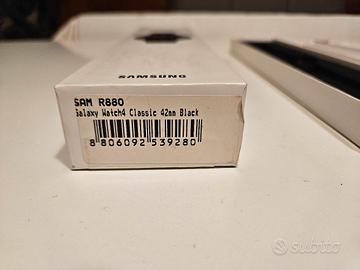 SAMSUNG
SAM R880
Galaxy Watch4 Classic 42mm Black
8 806092 539280
subito